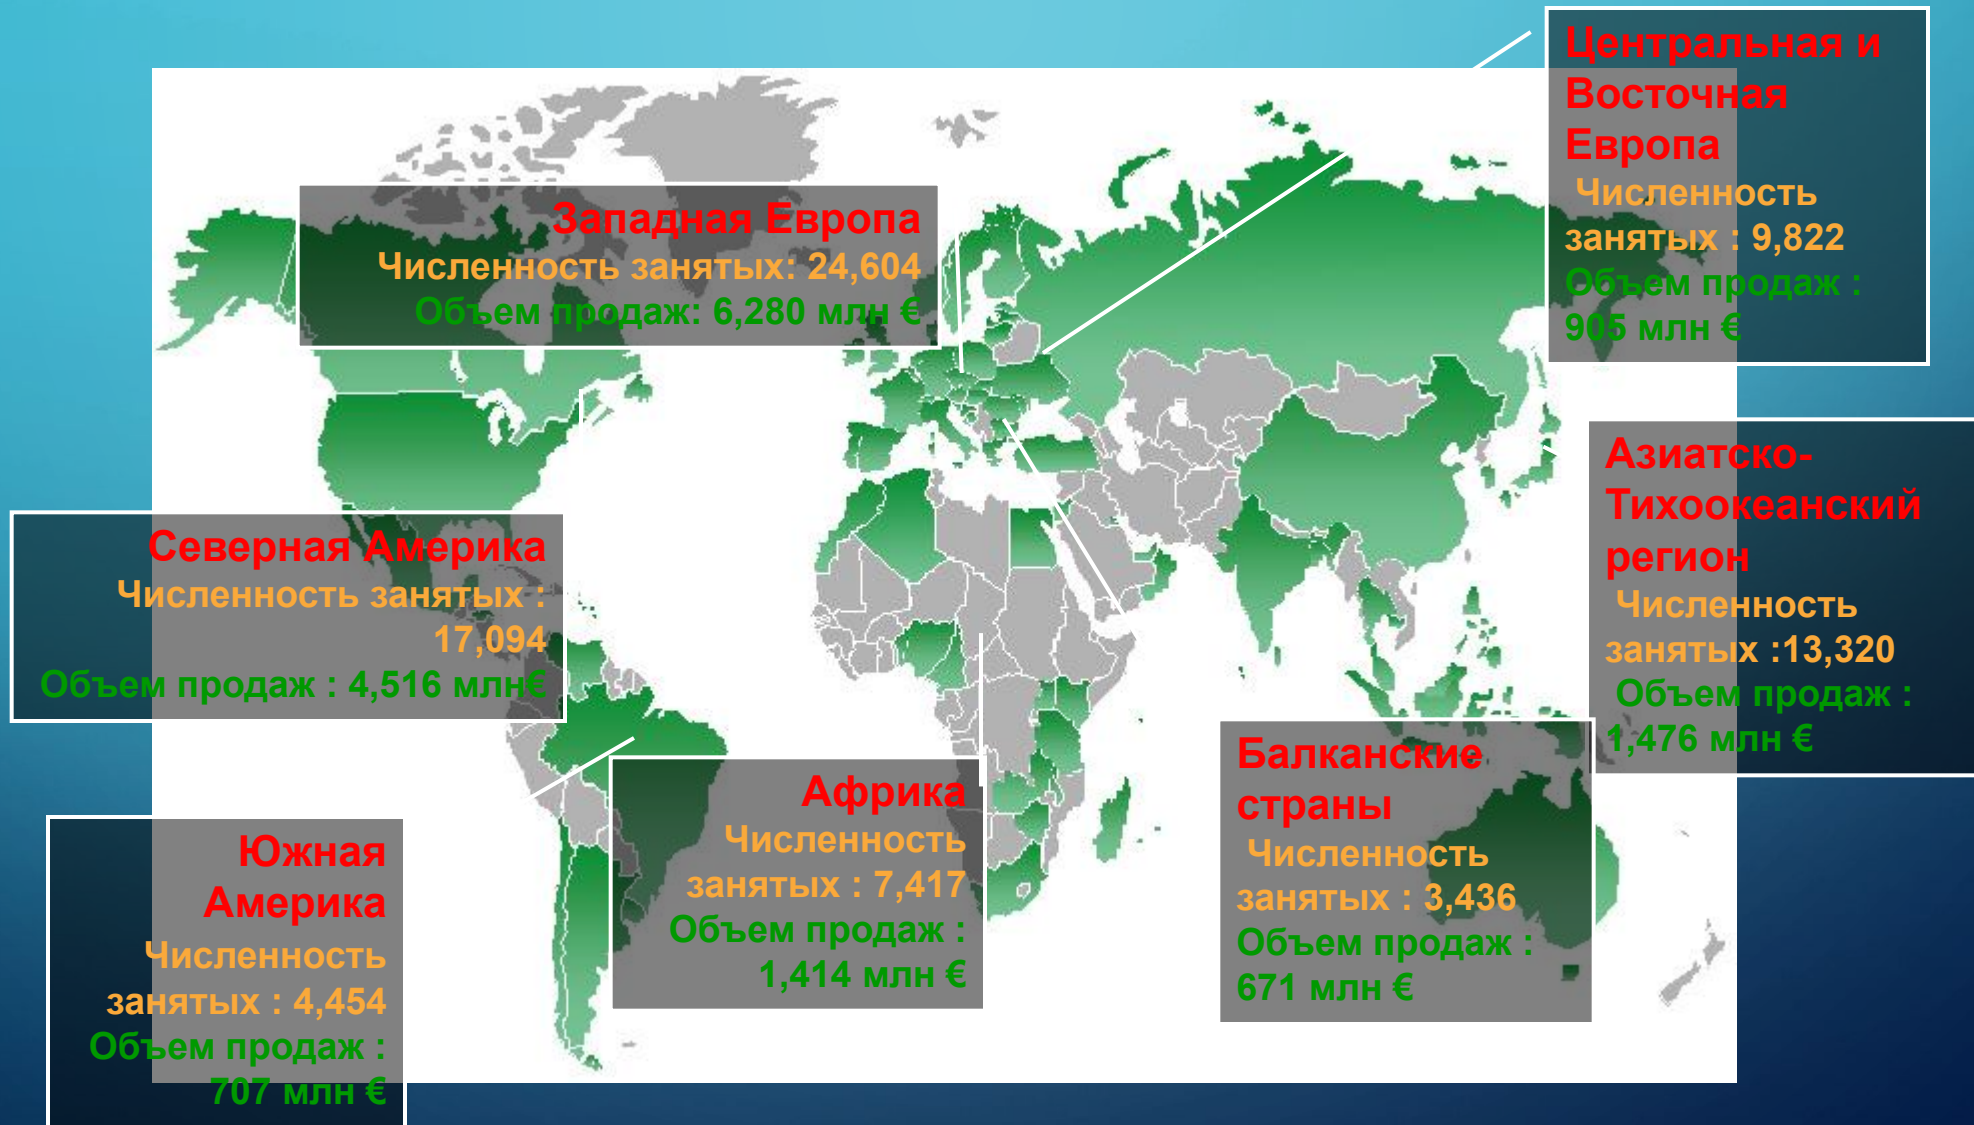 Центральная и
Восточная
Европа
Численность
занятых : 9,822
Объем продаж :
905 млн €
Западная Европа
Численность занятых: 24,604
Объем продаж: 6,280 млн €
Азиатско-
Тихоокеанский
регион
Численность
занятых :13,320
Объем продаж :
1,476 млн €
Северная Америка
Численность занятых :
17,094
Объем продаж : 4,516 млн€
Балканские
страны
Численность
занятых : 3,436
Объем продаж :
671 млн €
Африка
Численность
занятых : 7,417
Объем продаж :
1,414 млн €
Южная
Америка
Численность
занятых : 4,454
Объем продаж :
707 млн €